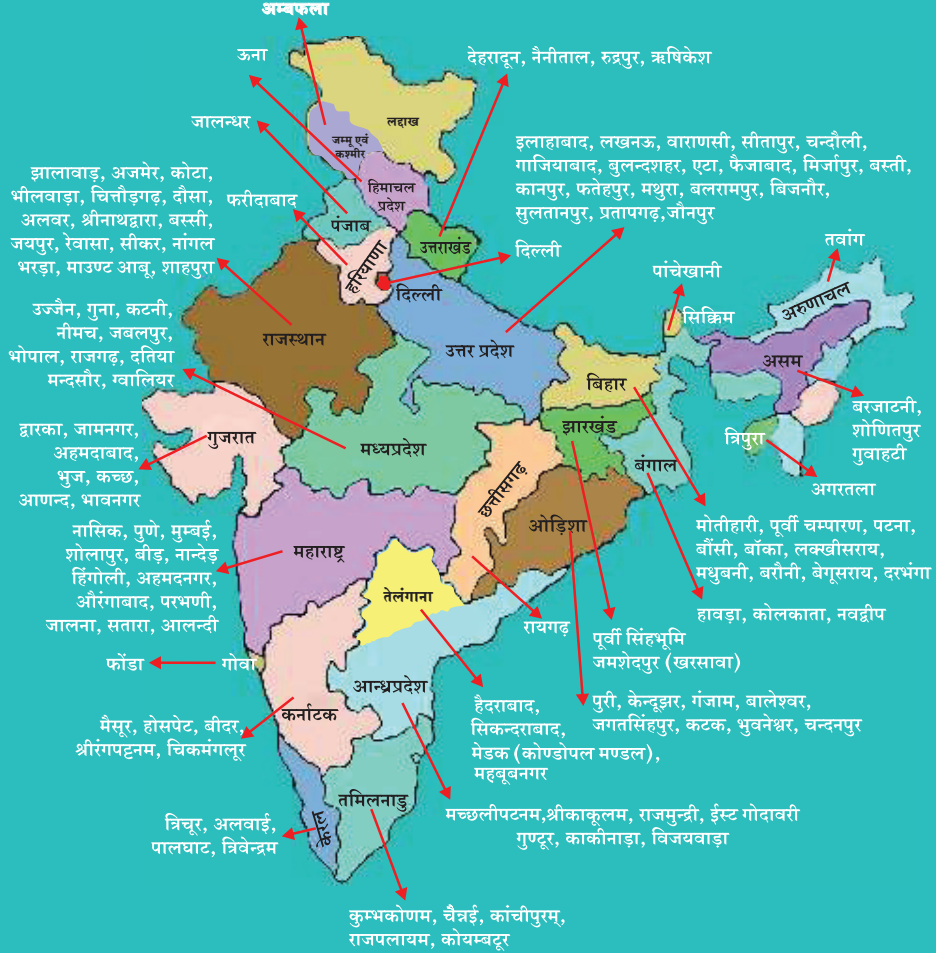 अम्बफला
ऊना
देहरादून, नैनीताल, रुद्रपुर, ऋषिकेश
जालन्धर
लद्दाख
जम्मू एवं
कश्मीर
हिमाचल
प्रदेश
पंजाब
उत्तराखंड
फरीदाबाद
हरियाणा
दिल्ली
दिल्ली
इलाहाबाद, लखनऊ, वाराणसी, सीतापुर, चन्दौली,
गाजियाबाद, बुलन्दशहर, एटा, फैजाबाद, मिर्जापुर, बस्ती,
कानपुर, फतेहपुर, मथुरा, बलरामपुर, बिजनौर,
सुलतानपुर, प्रतापगढ़,जौनपुर
झालावाड़, अजमेर, कोटा,
भीलवाड़ा, चित्तौड़गढ़, दौसा,
अलवर, श्रीनाथद्वारा, बस्सी,
जयपुर, रेवासा, सीकर, नांगल
भरड़ा, माउण्ट आबू, शाहपुरा
राजस्थान
उत्तर प्रदेश
पांचेखानी
सिक्किम
तवांग
अरुणाचल
असम
बरजाटनी,
शोणितपुर
गुवाहटी
त्रिपुरा
अगरतला
उज्जैन, गुना, कटनी,
नीमच, जबलपुर,
भोपाल, राजगढ़, दतिया
मन्दसौर, ग्वालियर
मध्यप्रदेश
बिहार
झारखंड
बंगाल
द्वारका, जामनगर,
अहमदाबाद,
भुज, कच्छ,
आणन्द, भावनगर
गुजरात
छत्तीसगढ़
ओड़िशा
मोतीहारी, पूर्वी चम्पारण, पटना,
बौंसी, बाँका, लक्खीसराय,
मधुबनी, बरौनी, बेगूसराय, दरभंगा
हावड़ा, कोलकाता, नवद्वीप
नासिक, पुणे, मुम्बई,
शोलापुर, बीड़, नान्देड़
हिंगोली, अहमदनगर,
औरंगाबाद, परभणी,
जालना, सतारा, आलन्दी
महाराष्ट्र
तेलंगाना
रायगढ़
पूर्वी सिंहभूमि
जमशेदपुर (खरसावा)
फोंडा
गोवा
आन्ध्रप्रदेश
कर्नाटक
हैदराबाद,
सिकन्दराबाद,
मेडक (कोण्डोपल मण्डल),
महबूबनगर
पुरी, केन्दूझर, गंजाम, बालेश्वर,
जगतसिंहपुर, कटक, भुवनेश्वर, चन्दनपुर
मैसूर, होसपेट, बीदर,
श्रीरंगपट्टनम, चिकमंगलूर
तमिलनाडु
केरल
मच्छलीपटनम,श्रीकाकूलम, राजमुन्द्री, ईस्ट गोदावरी
गुण्टूर, काकीनाड़ा, विजयवाड़ा
त्रिचूर, अलवाई,
पालघाट, त्रिवेन्द्रम
कुम्भकोणम, चैन्नई, कांचीपुरम्,
राजपलायम, कोयम्बटूर